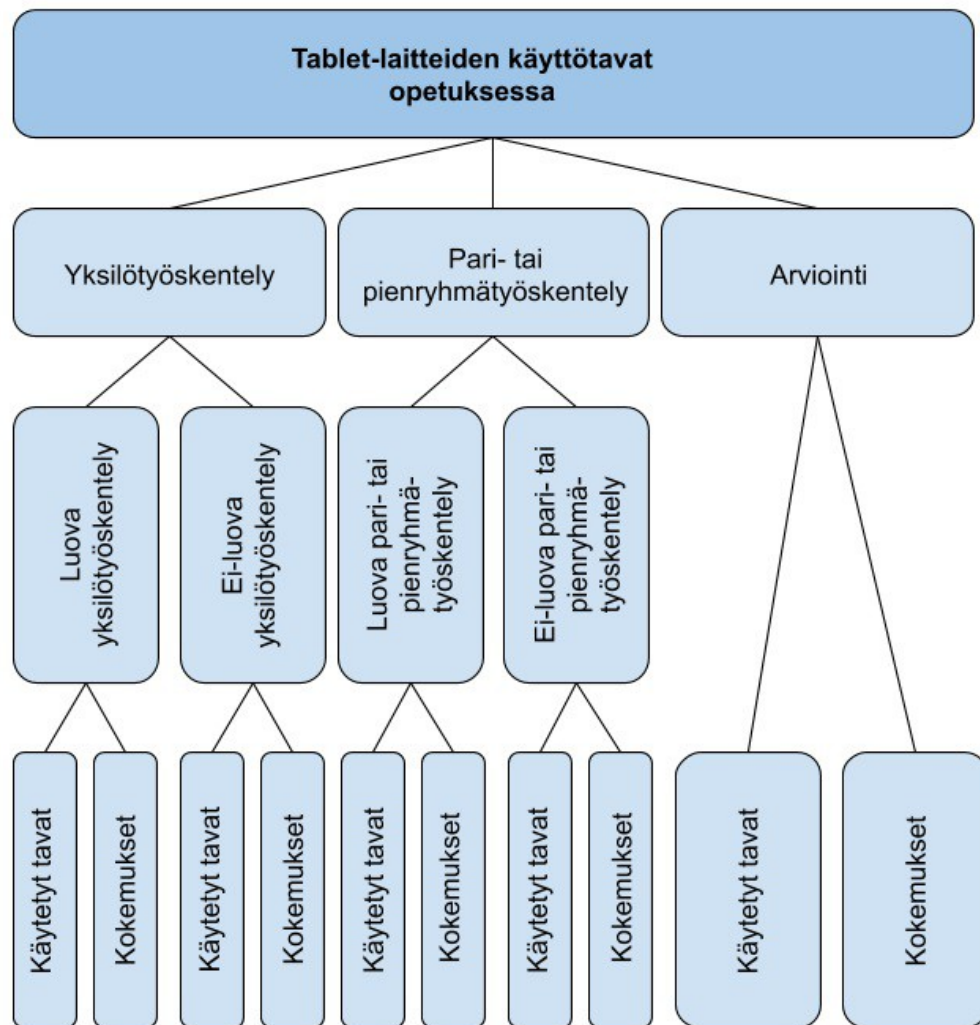 Tablet-laitteiden käyttötavat
opetuksessa
Yksilötyöskentely
Pari- tai
pienryhmätyöskentely
Arviointi
Luova
yksilötyöskentely
Ei-luova
yksilötyöskentely
Luova pari- tai
pienryhmä-
työskentely
Ei-luova pari- tai
pienryhmä-
työskentely
Käytetyt tavat
Kokemukset
Käytetyt tavat
Kokemukset
Käytetyt tavat
Kokemukset
Käytetyt tavat
Kokemukset
Käytetyt tavat
Kokemukset